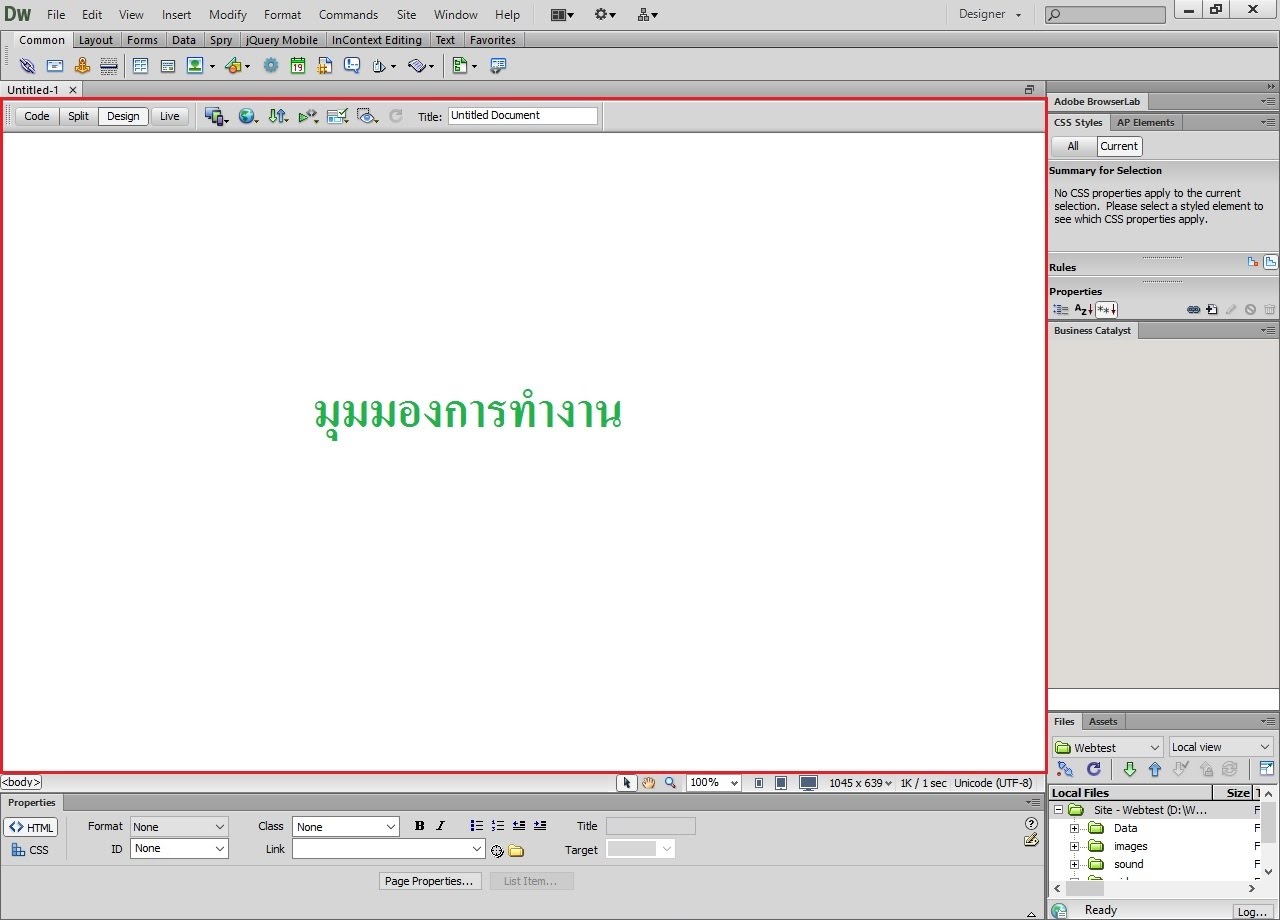 Dw File Edit View Insert Modify Format Commands Site Window Help Designer
Common Layout Forms Data Spry jQuery Mobile InContext Editing Text Favorites
19
Untitled-1
Code Split Design Live Title: Untitled Document
มุมมองการทำงาน
<body> 100% 1045 x 639 1K / 1 sec Unicode (UTF-8)
Properties
HTML Format None Class None B I Title
CSS ID None Link Target
Page Properties... List Item...
Adobe BrowserLab
CSS Styles AP Elements
All Current
Summary for Selection
No CSS properties apply to the current
selection. Please select a styled element to
see which CSS properties apply.
Rules
Properties
Business Catalyst
Files Assets
Webtest Local view
Local Files Size T
Site - Webtest (D:\W... F
Data F
images F
sound F
Ready Log...